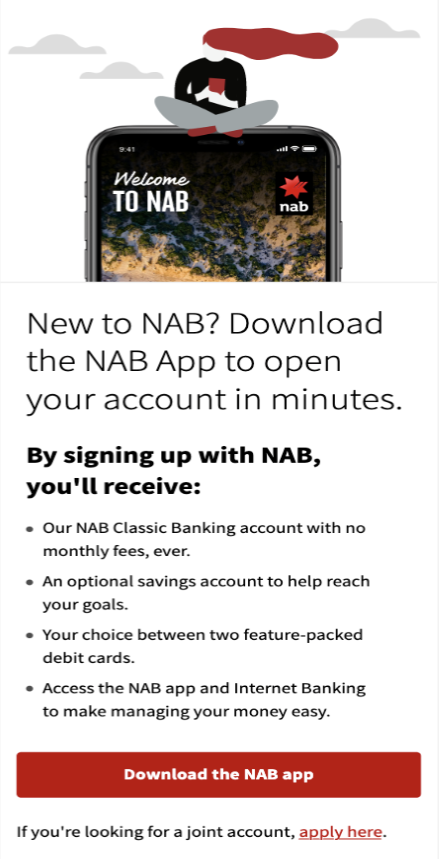 9:41
Welcome
TO NAB
nab
New to NAB? Download
the NAB App to open
your account in minutes.
By signing up with NAB,
you'll receive:
• Our NAB Classic Banking account with no
monthly fees, ever.
• An optional savings account to help reach
your goals.
• Your choice between two feature-packed
debit cards.
• Access the NAB app and Internet Banking
to make managing your money easy.
Download the NAB app
If you're looking for a joint account, apply here.